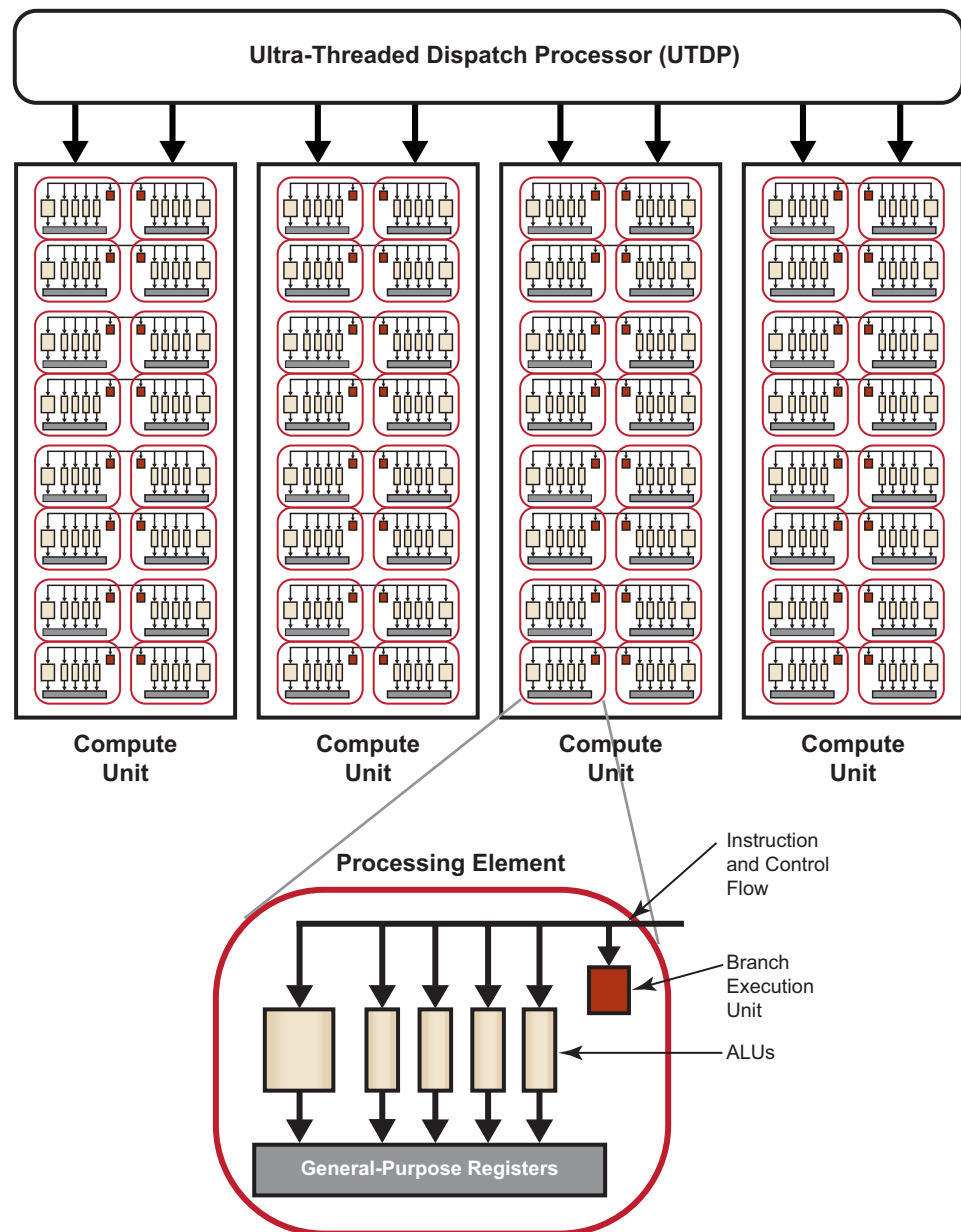 Ultra-Threaded Dispatch Processor (UTDP)
Compute
Unit
Compute
Unit
Compute
Unit
Compute
Unit
Processing Element
Instruction
and Control
Flow
Branch
Execution
Unit
ALUs
General-Purpose Registers